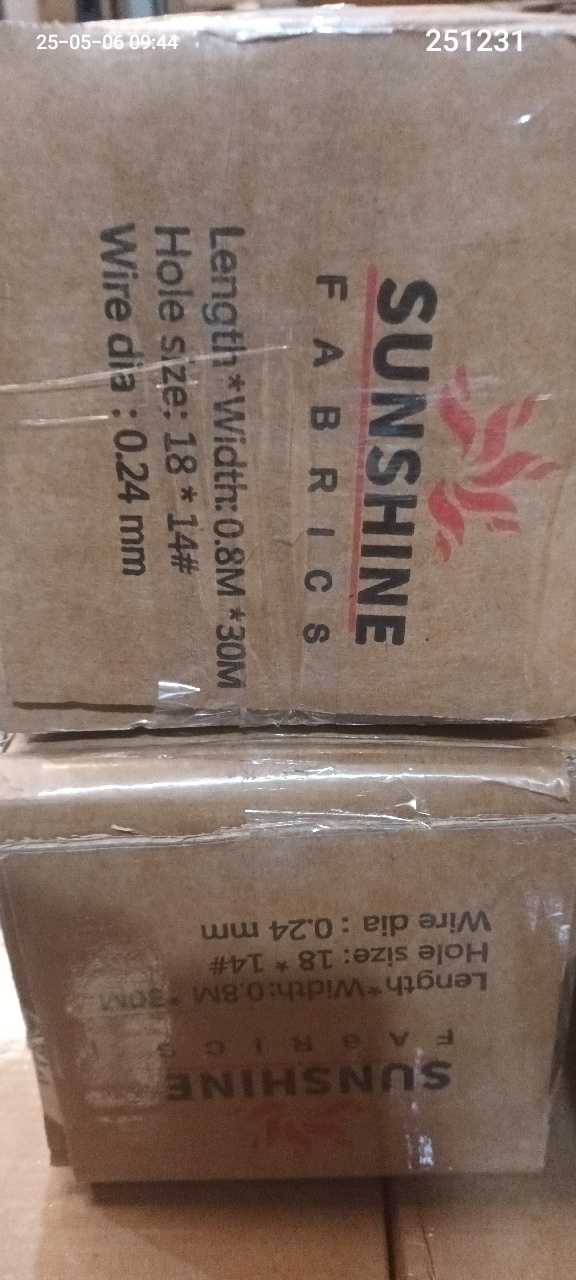 25-05-06 09:44
251231
SUNSHINE
FABRICS
Length*Width:0.8M *30M
Hole size: 18 * 14#
Wire dia : 0.24 mm
SUNSHINE
FABRICS
Length*Width:0.8M *30M
Hole size: 18 * 14#
Wire dia : 0.24 mm